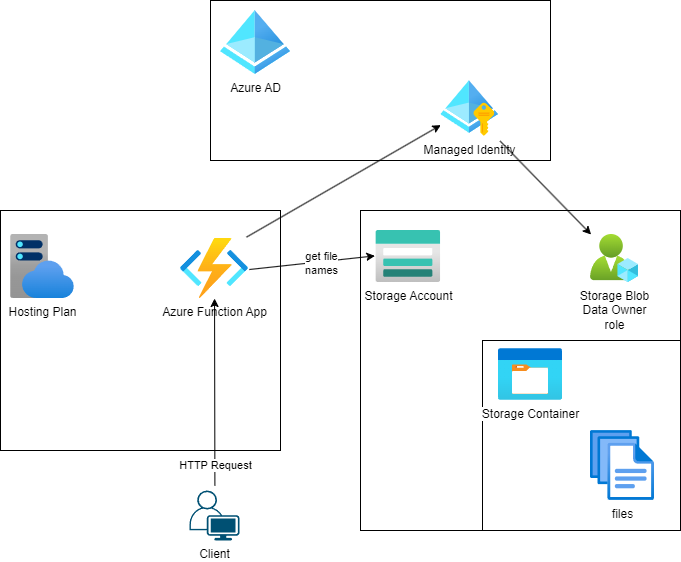 Azure AD
Managed Identity
get file
names
Hosting Plan
Azure Function App
Storage Account
Storage Blob
Data Owner
role
Storage Container
files
HTTP Request
Client